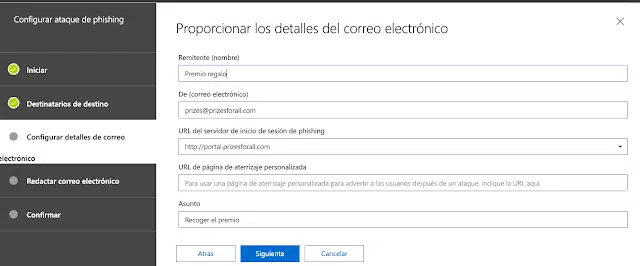 Configurar ataque de phishing
Iniciar
Destinatarios de destino
Configurar detalles de correo
electrónico
Redactar correo electrónico
Confirmar
Proporcionar los detalles del correo electrónico
Remitente (nombre)
Premio regalo
De (correo electrónico)
prizes@prizesforall.com
URL del servidor de inicio de sesión de phishing
http://portal.prizesforall.com
URL de página de aterrizaje personalizada
Para usar una página de aterrizaje personalizada para advertir a los usuarios después de un ataque, indique la URL aquí.
Asunto
Recoger el premio
Atrás
Siguiente
Cancelar